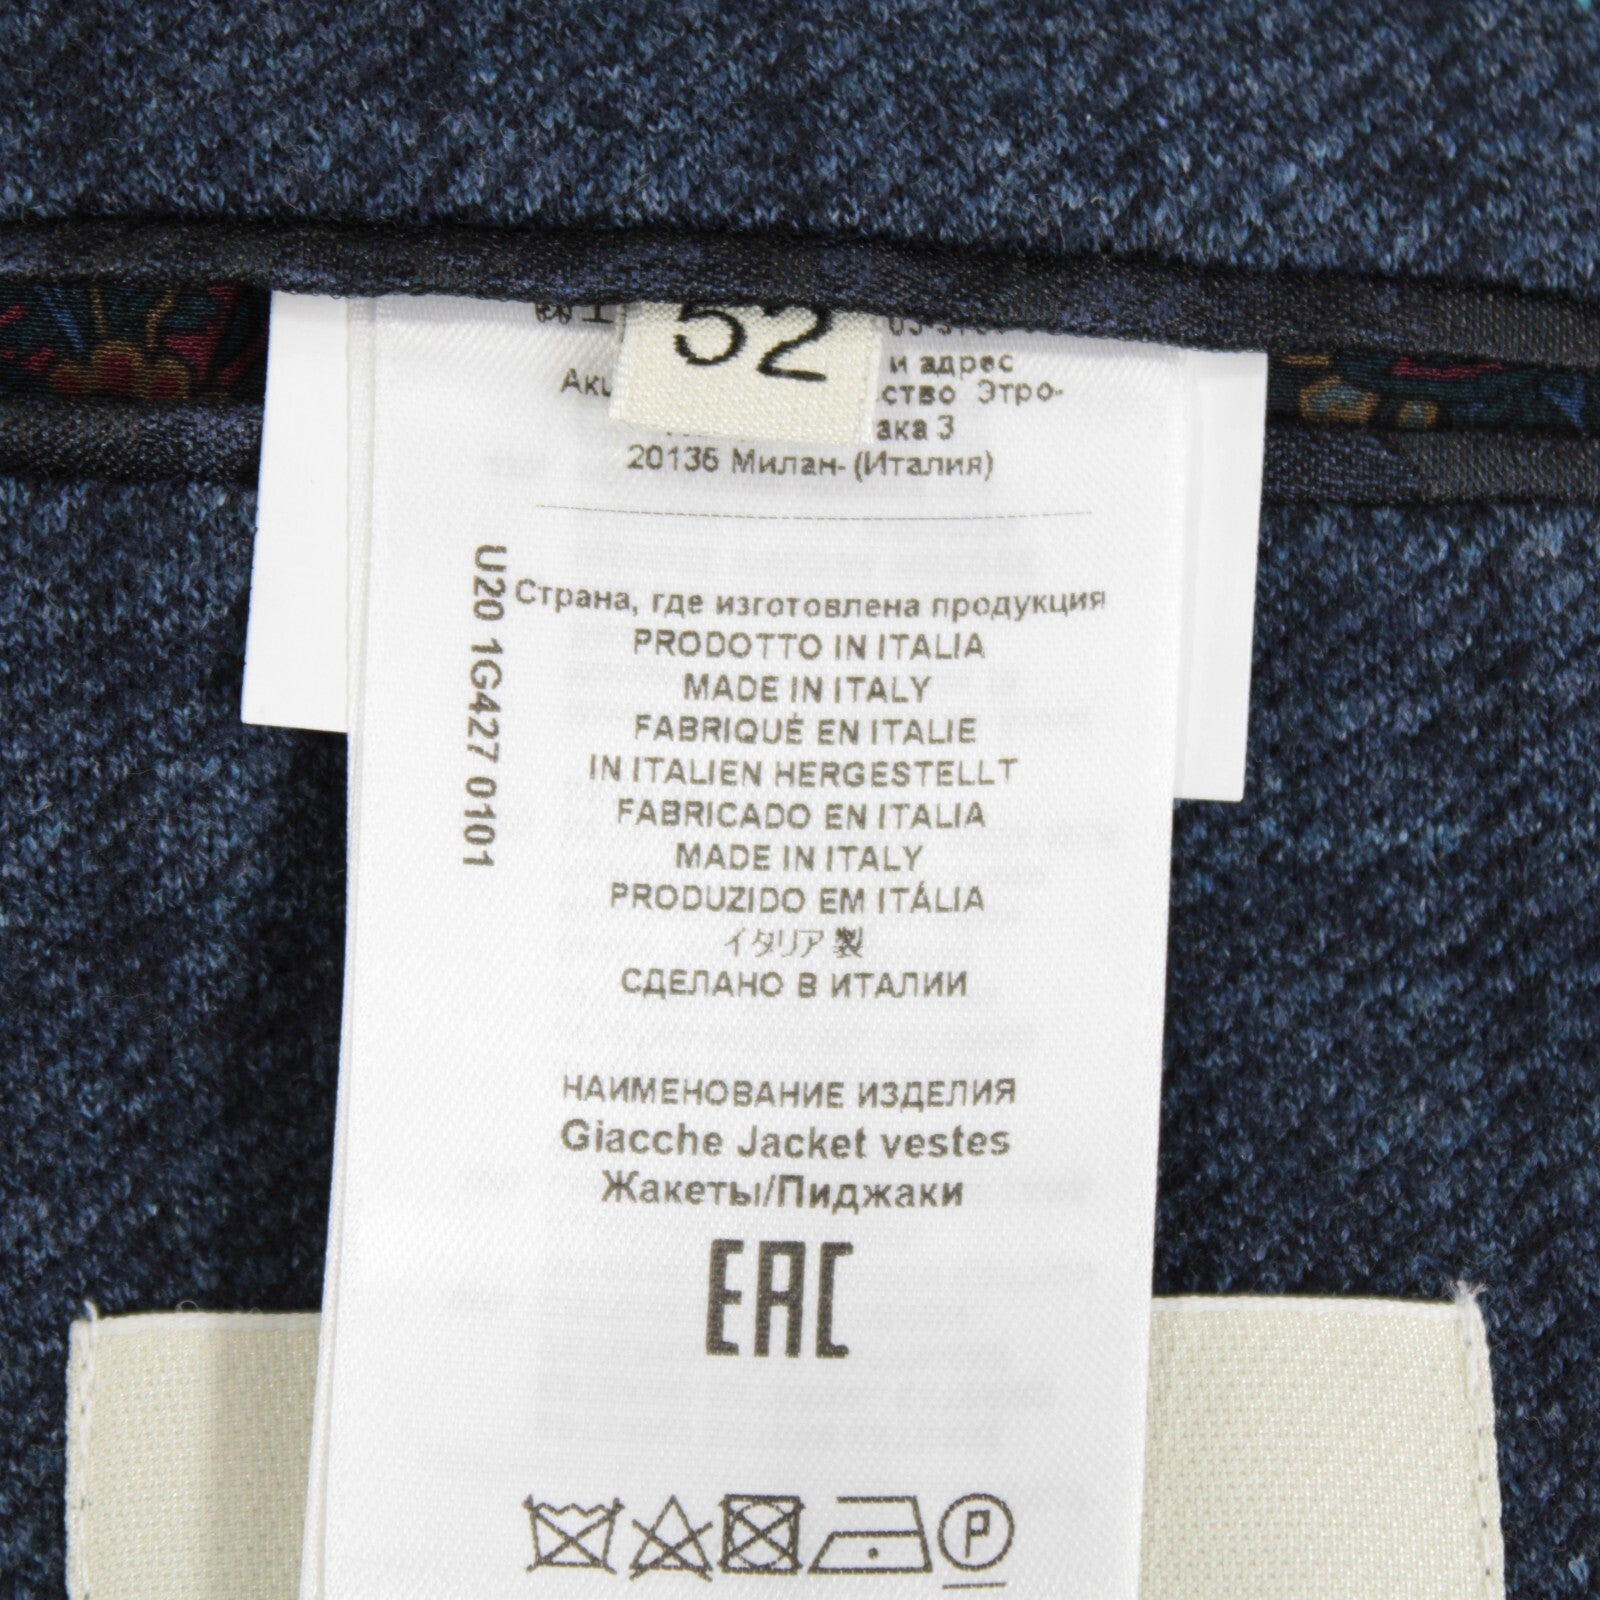 52
и адрес
ство Этро-
ака 3
20135 Милан- (Италия)
U20 1G427 0101
Страна, где изготовлена продукция
PRODOTTO IN ITALIA
MADE IN ITALY
FABRIQUÉ EN ITALIE
IN ITALIEN HERGESTELLT
FABRICADO EN ITALIA
MADE IN ITALY
PRODUZIDO EM ITÁLIA
イタリア製
СДЕЛАНО В ИТАЛИИ
НАИМЕНОВАНИЕ ИЗДЕЛИЯ
Giacche Jacket vestes
Жакеты/Пиджаки
EAC
P